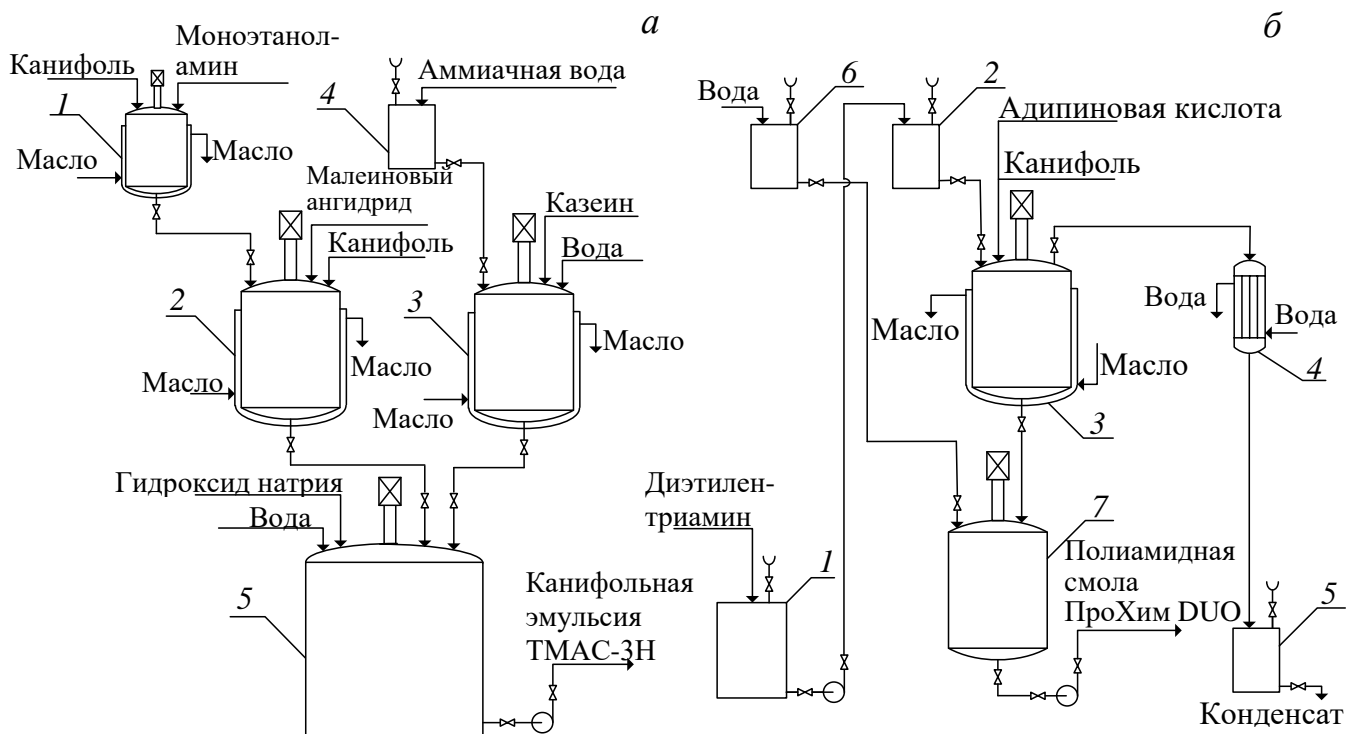 а
Моноэтанол-
амин
Канифоль
1
Масло
Масло
4
Аммиачная вода
Малеиновый
ангидрид
Канифоль
2
Масло
Масло
Казеин
Вода
3
Масло
Масло
Гидроксид натрия
Вода
5
Канифольная
эмульсия
ТМАС-3Н
б
6
Вода
2
Адипиновая кислота
Канифоль
Масло
Масло
3
Вода
Вода
4
Диэтилен-
триамин
1
7
Полиамидная
смола
ПроХим DUO
5
Конденсат